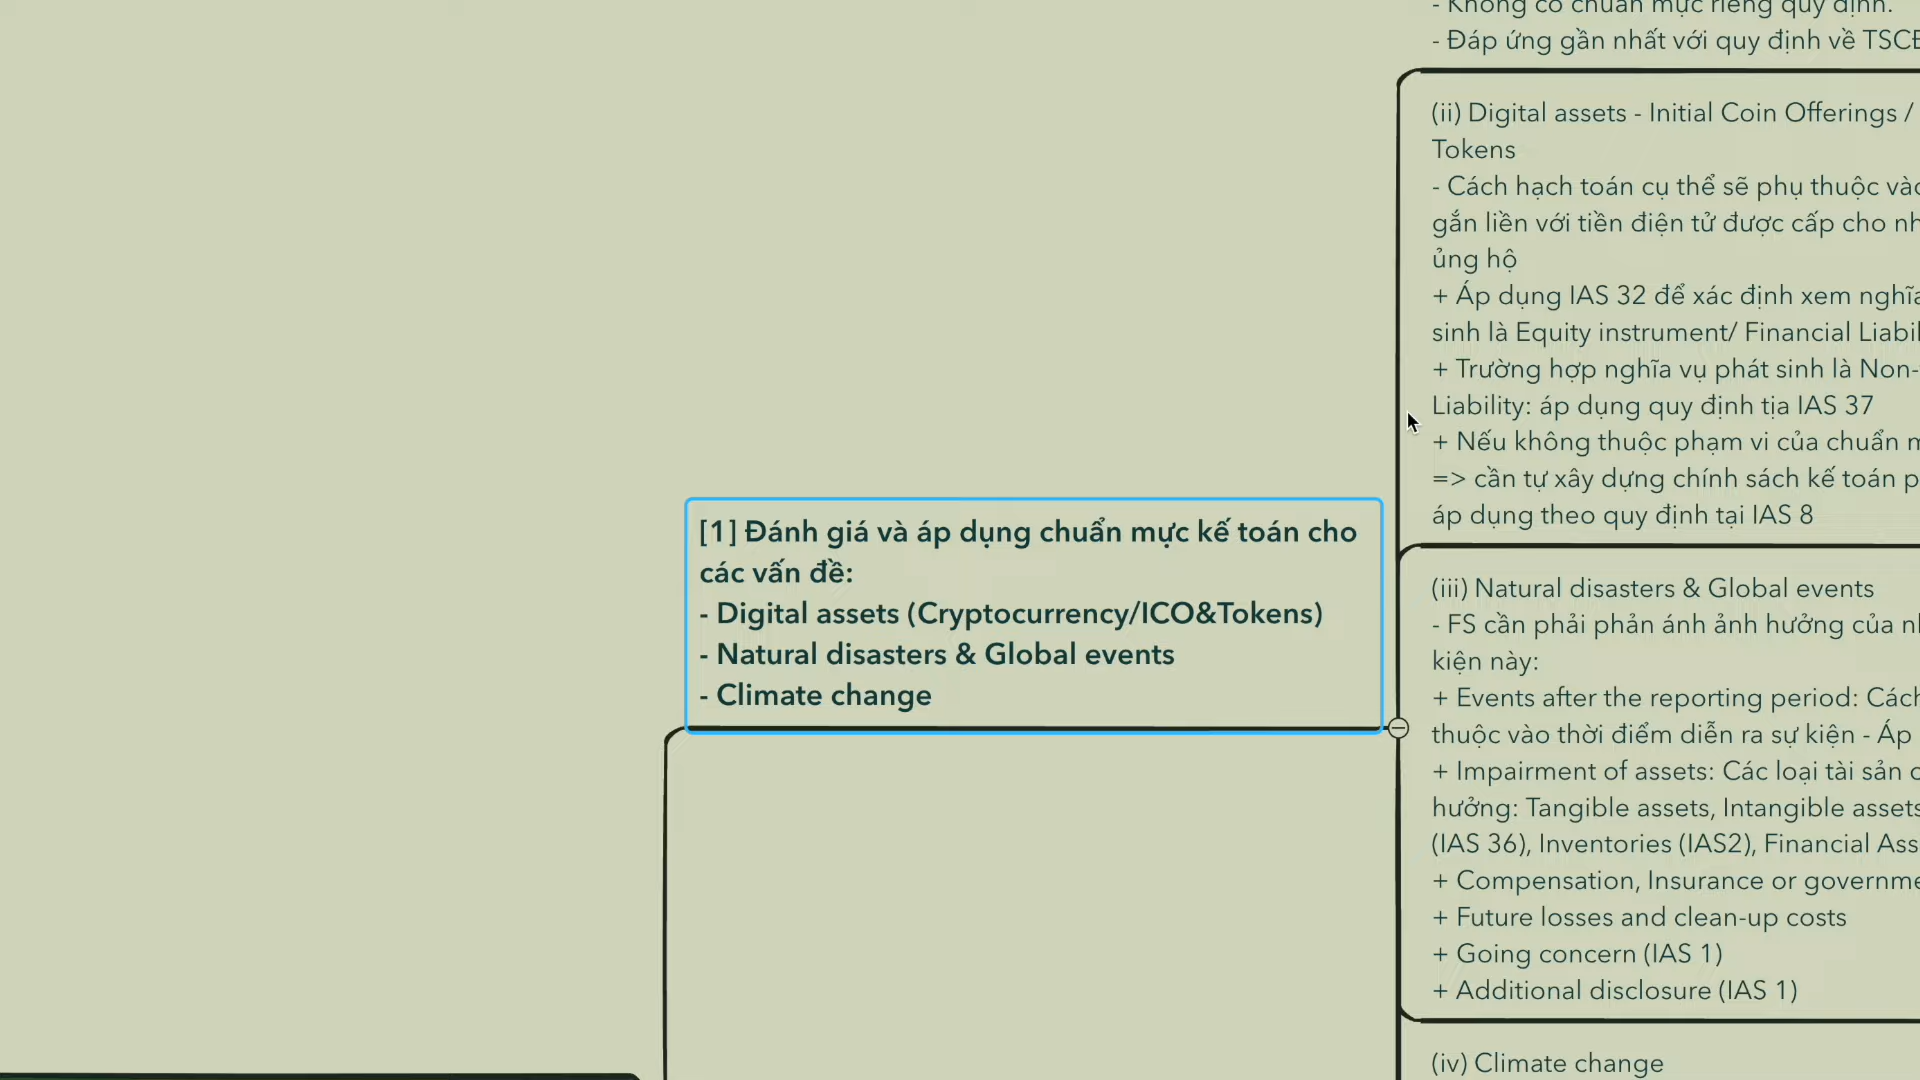 [1] Đánh giá và áp dụng chuẩn mực kế toán cho
các vấn đề:
- Digital assets (Cryptocurrency/ICO&Tokens)
- Natural disasters & Global events
- Climate change
- Không có chuẩn mực riêng quy định.
- Đáp ứng gần nhất với quy định về
(ii) Digital assets - Initial Coin Offerings /
Tokens
- Cách hạch toán cụ thể sẽ phụ thuộc
gắn liền với tiền điện tử được cấp cho
ủng hộ
+ Áp dụng IAS 32 để xác định xem
sinh là Equity instrument/ Financial
+ Trường hợp nghĩa vụ phát sinh là Non-
Liability: áp dụng quy định tịa IAS 37
+ Nếu không thuộc phạm vi của chuẩn
=> cần tự xây dựng chính sách kế toán
áp dụng theo quy định tại IAS 8
(iii) Natural disasters & Global events
- FS cần phải phản ánh ảnh hưởng của
kiện này:
+ Events after the reporting period:
thuộc vào thời điểm diễn ra sự kiện - Áp
+ Impairment of assets: Các loại tài sản
hưởng: Tangible assets, Intangible assets
(IAS 36), Inventories (IAS2), Financial
+ Compensation, Insurance or
+ Future losses and clean-up costs
+ Going concern (IAS 1)
+ Additional disclosure (IAS 1)
(iv) Climate change